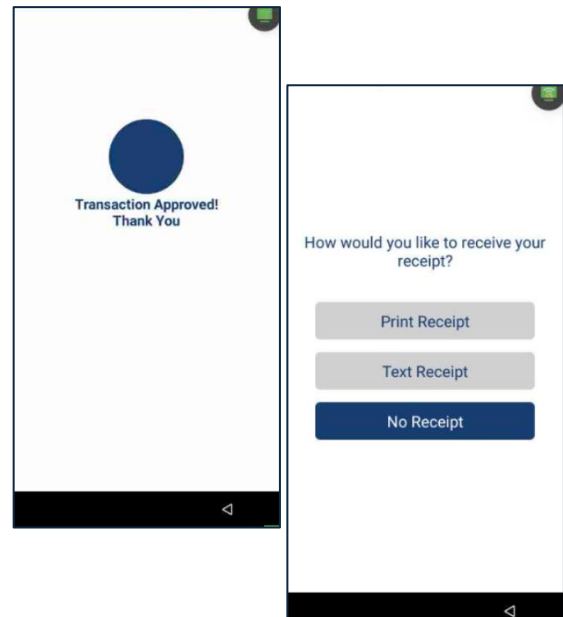 Transaction Approved!
Thank You
How would you like to receive your
receipt?
Print Receipt
Text Receipt
No Receipt